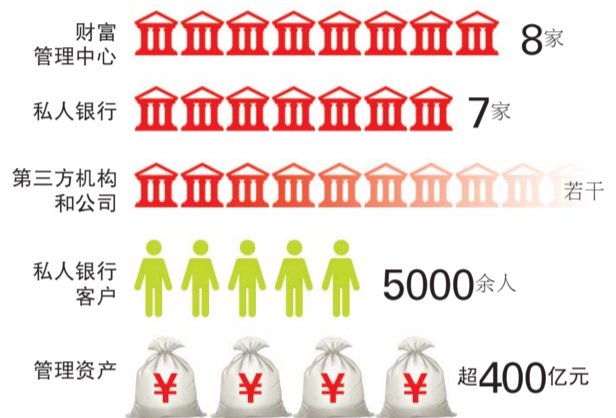 财富
管理中心
8家
私人银行
7家
第三方机构
和公司
若干
私人银行
客户
5000余人
管理资产
¥ ¥ ¥ ¥
超400亿元